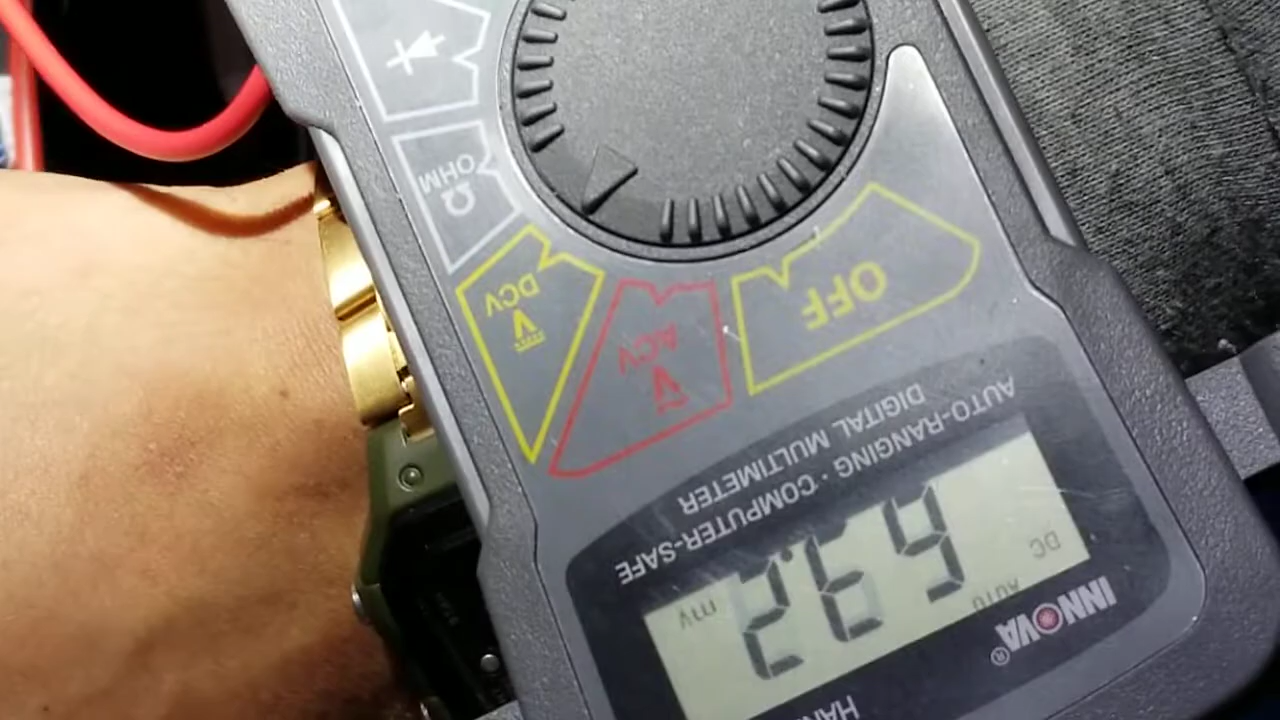 INNOVA®
AUTO
DC
mV
AUTO-RANGING · COMPUTER-SAFE
DIGITAL MULTIMETER
OFF
V
ACV
V
DCV
Ω
OHM